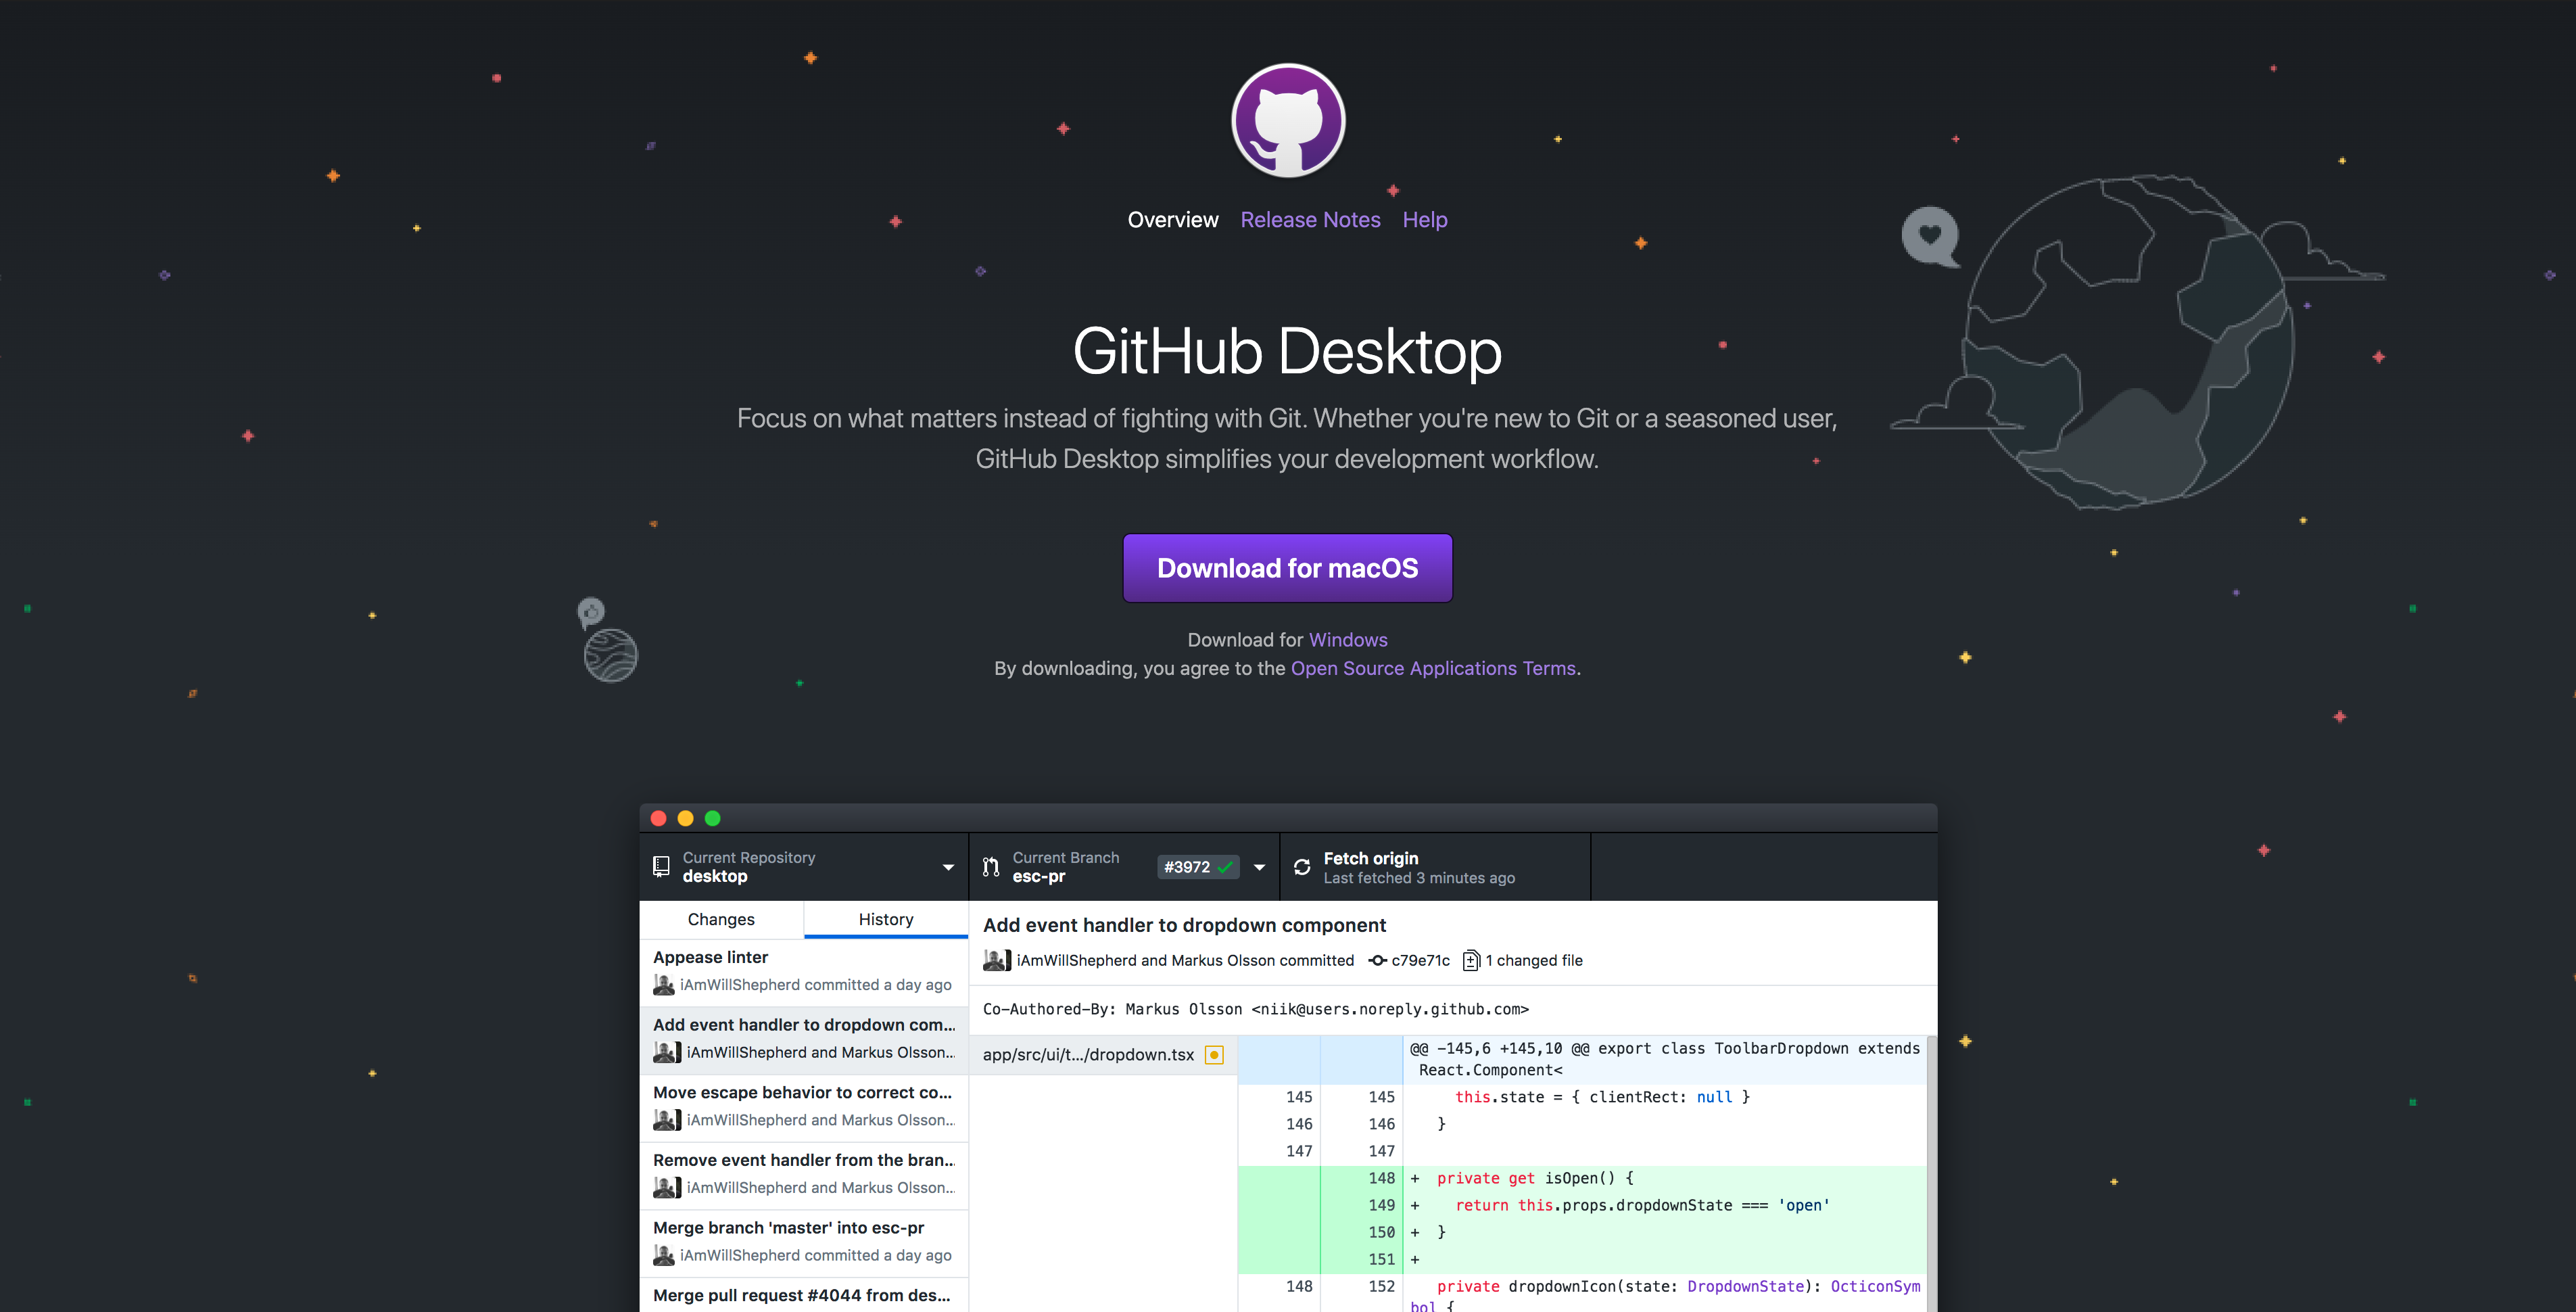 Overview Release Notes Help
GitHub Desktop
Focus on what matters instead of fighting with Git. Whether you're new to Git or a seasoned user,
GitHub Desktop simplifies your development workflow.
Download for macOS
Download for Windows
By downloading, you agree to the Open Source Applications Terms.
Current Repository
desktop
Current Branch
esc-pr
#3972
Fetch origin
Last fetched 3 minutes ago
Changes
History
Appease linter
iAmWillShepherd committed a day ago
Add event handler to dropdown com...
iAmWillShepherd and Markus Olsson...
Move escape behavior to correct co...
iAmWillShepherd and Markus Olsson...
Remove event handler from the bran...
iAmWillShepherd and Markus Olsson...
Merge branch 'master' into esc-pr
iAmWillShepherd committed a day ago
Merge pull request #4044 from des...
Add event handler to dropdown component
iAmWillShepherd and Markus Olsson committed c79e71c 1 changed file
Co-Authored-By: Markus Olsson <niik@users.noreply.github.com>
app/src/ui/t.../dropdown.tsx
@@ -145,6 +145,10 @@ export class ToolbarDropdown extends
React.Component<
145 145 this.state = { clientRect: null }
146 146 }
147 147
148 + private get isOpen() {
149 + return this.props.dropdownState === 'open'
150 + }
151 +
148 152 private dropdownIcon(state: DropdownState): OcticonSym
bol {